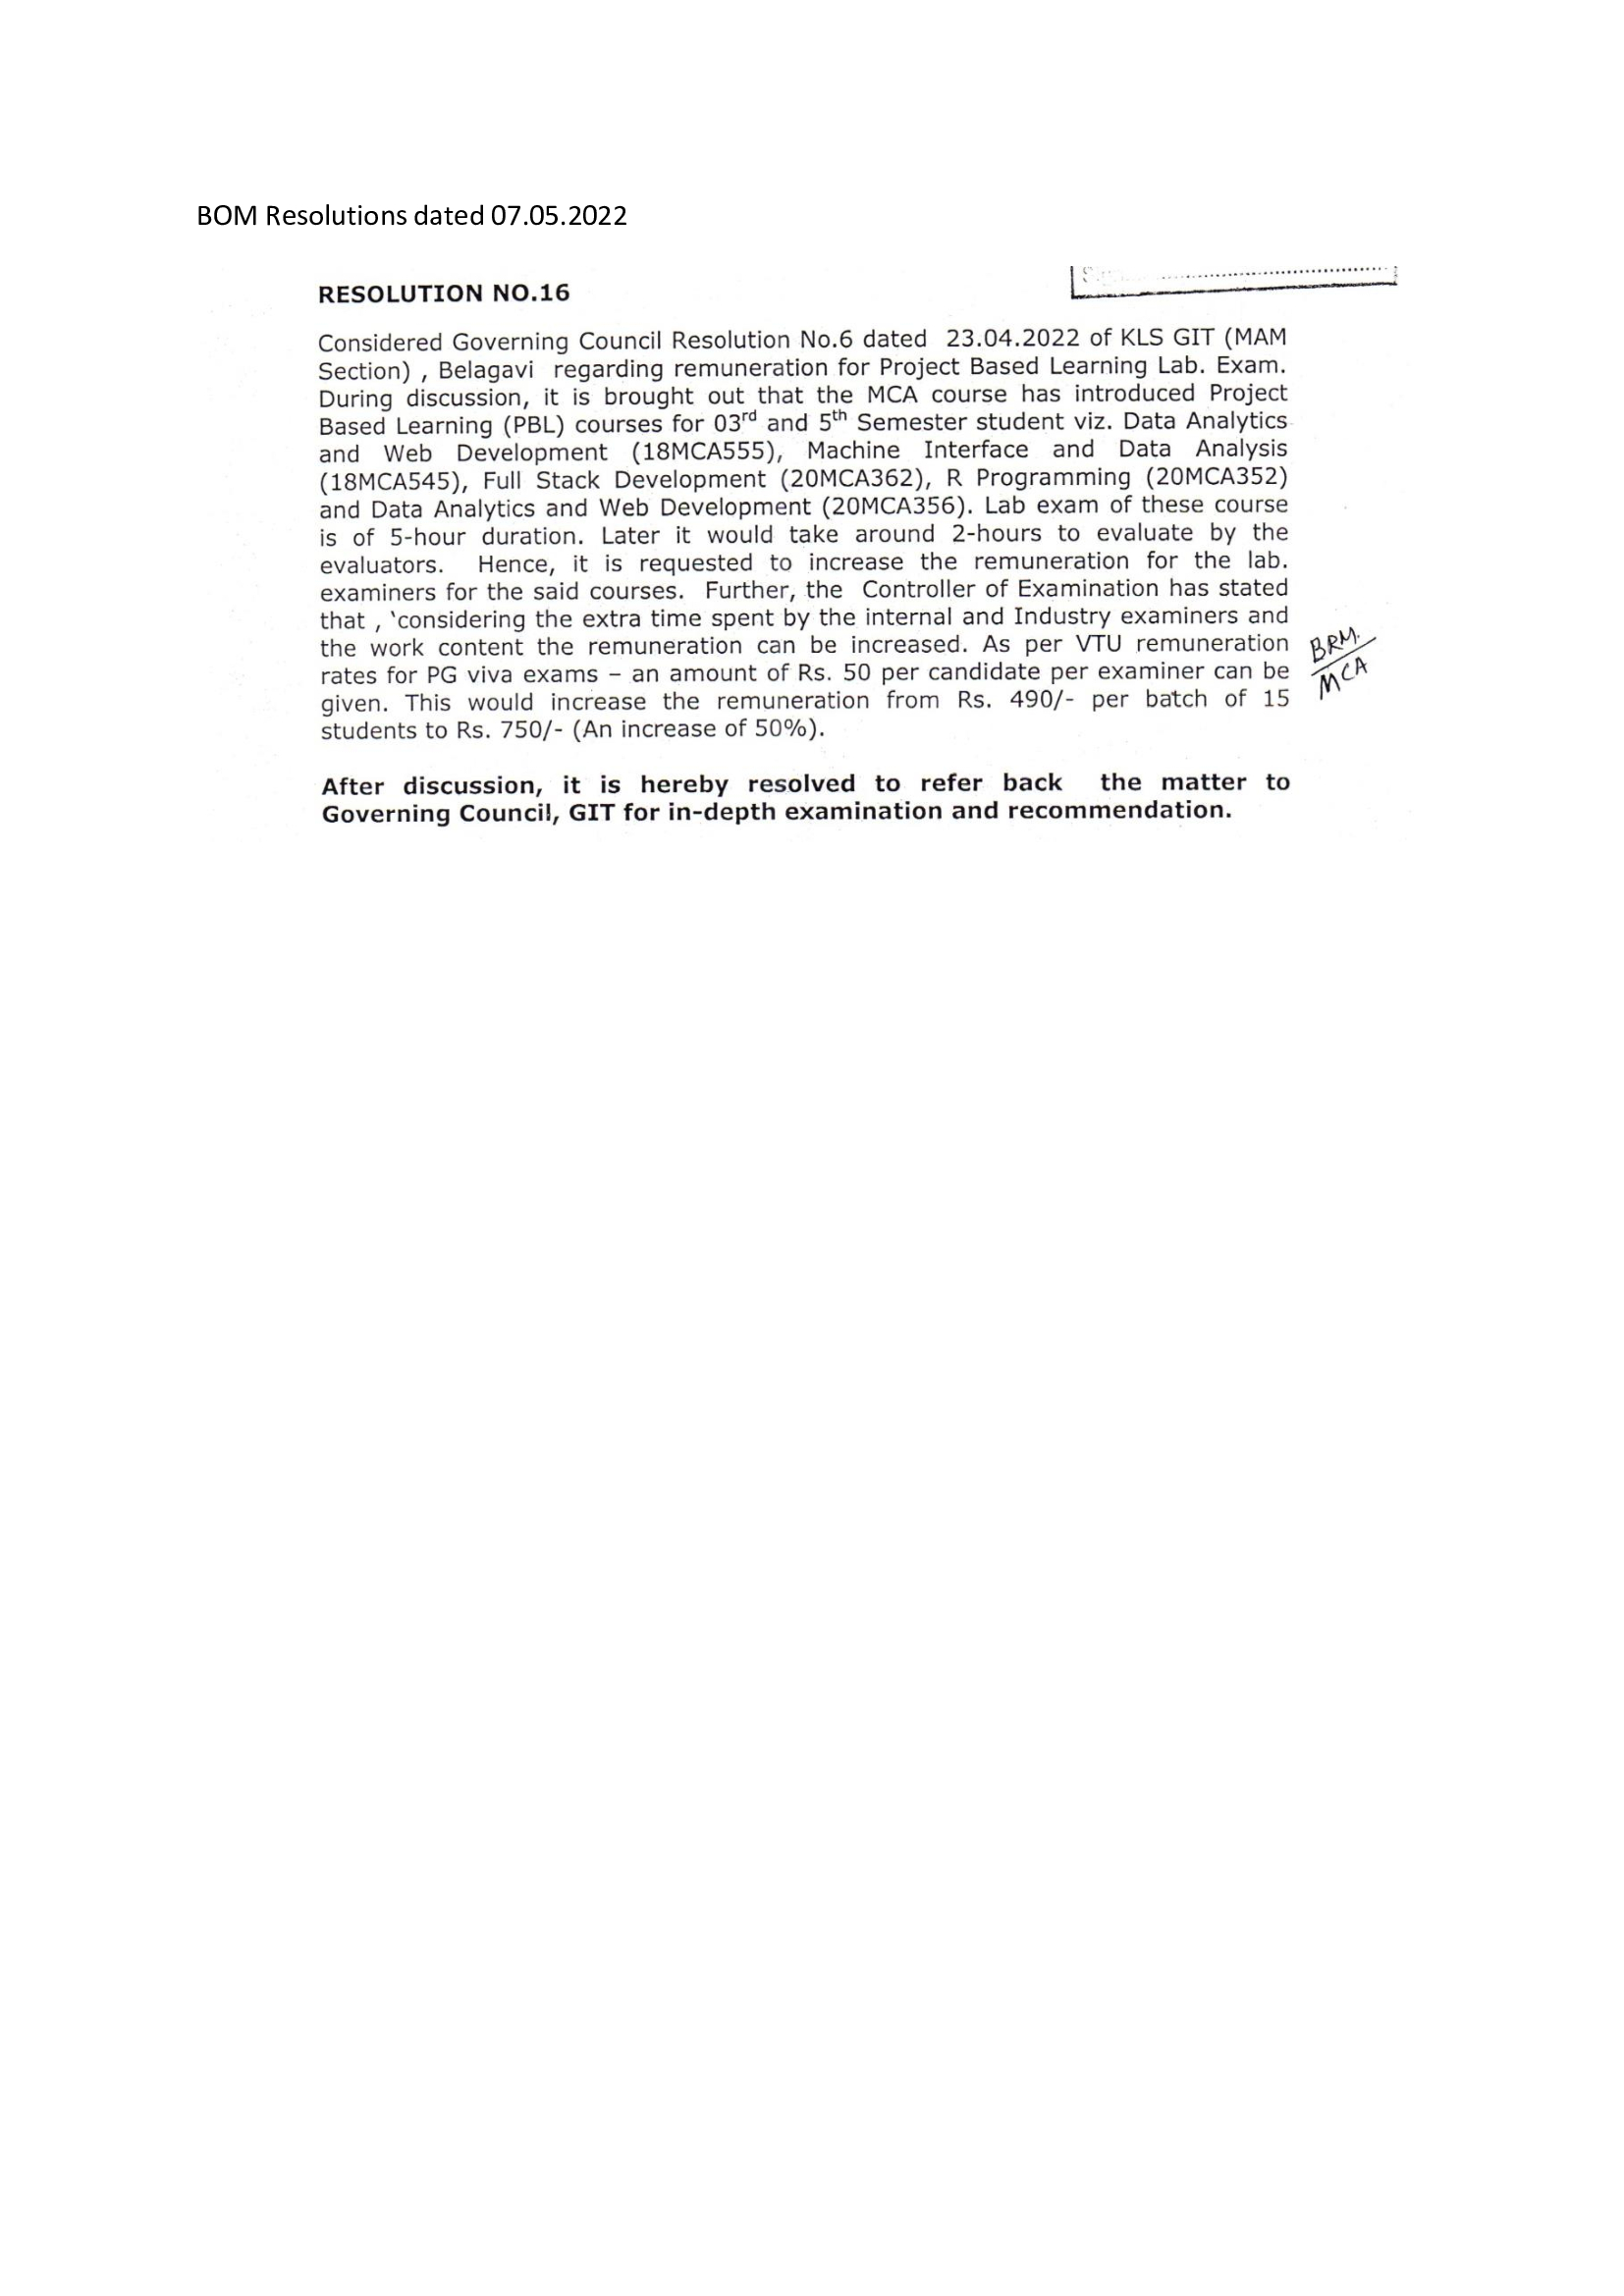 BOM Resolutions dated 07.05.2022
RESOLUTION NO.16
Considered Governing Council Resolution No.6 dated 23.04.2022 of KLS GIT (MAM
Section) , Belagavi regarding remuneration for Project Based Learning Lab. Exam.
During discussion, it is brought out that the MCA course has introduced Project
Based Learning (PBL) courses for 03rd and 5th Semester student viz. Data Analytics
and Web Development (18MCA555), Machine Interface and Data Analysis
(18MCA545), Full Stack Development (20MCA362), R Programming (20MCA352)
and Data Analytics and Web Development (20MCA356). Lab exam of these course
is of 5-hour duration. Later it would take around 2-hours to evaluate by the
evaluators. Hence, it is requested to increase the remuneration for the lab.
examiners for the said courses. Further, the Controller of Examination has stated
that , ‘considering the extra time spent by the internal and Industry examiners and
the work content the remuneration can be increased. As per VTU remuneration
rates for PG viva exams – an amount of Rs. 50 per candidate per examiner can be
given. This would increase the remuneration from Rs. 490/- per batch of 15
students to Rs. 750/- (An increase of 50%).
BRM.
MCA
After discussion, it is hereby resolved to refer back the matter to
Governing Council, GIT for in-depth examination and recommendation.